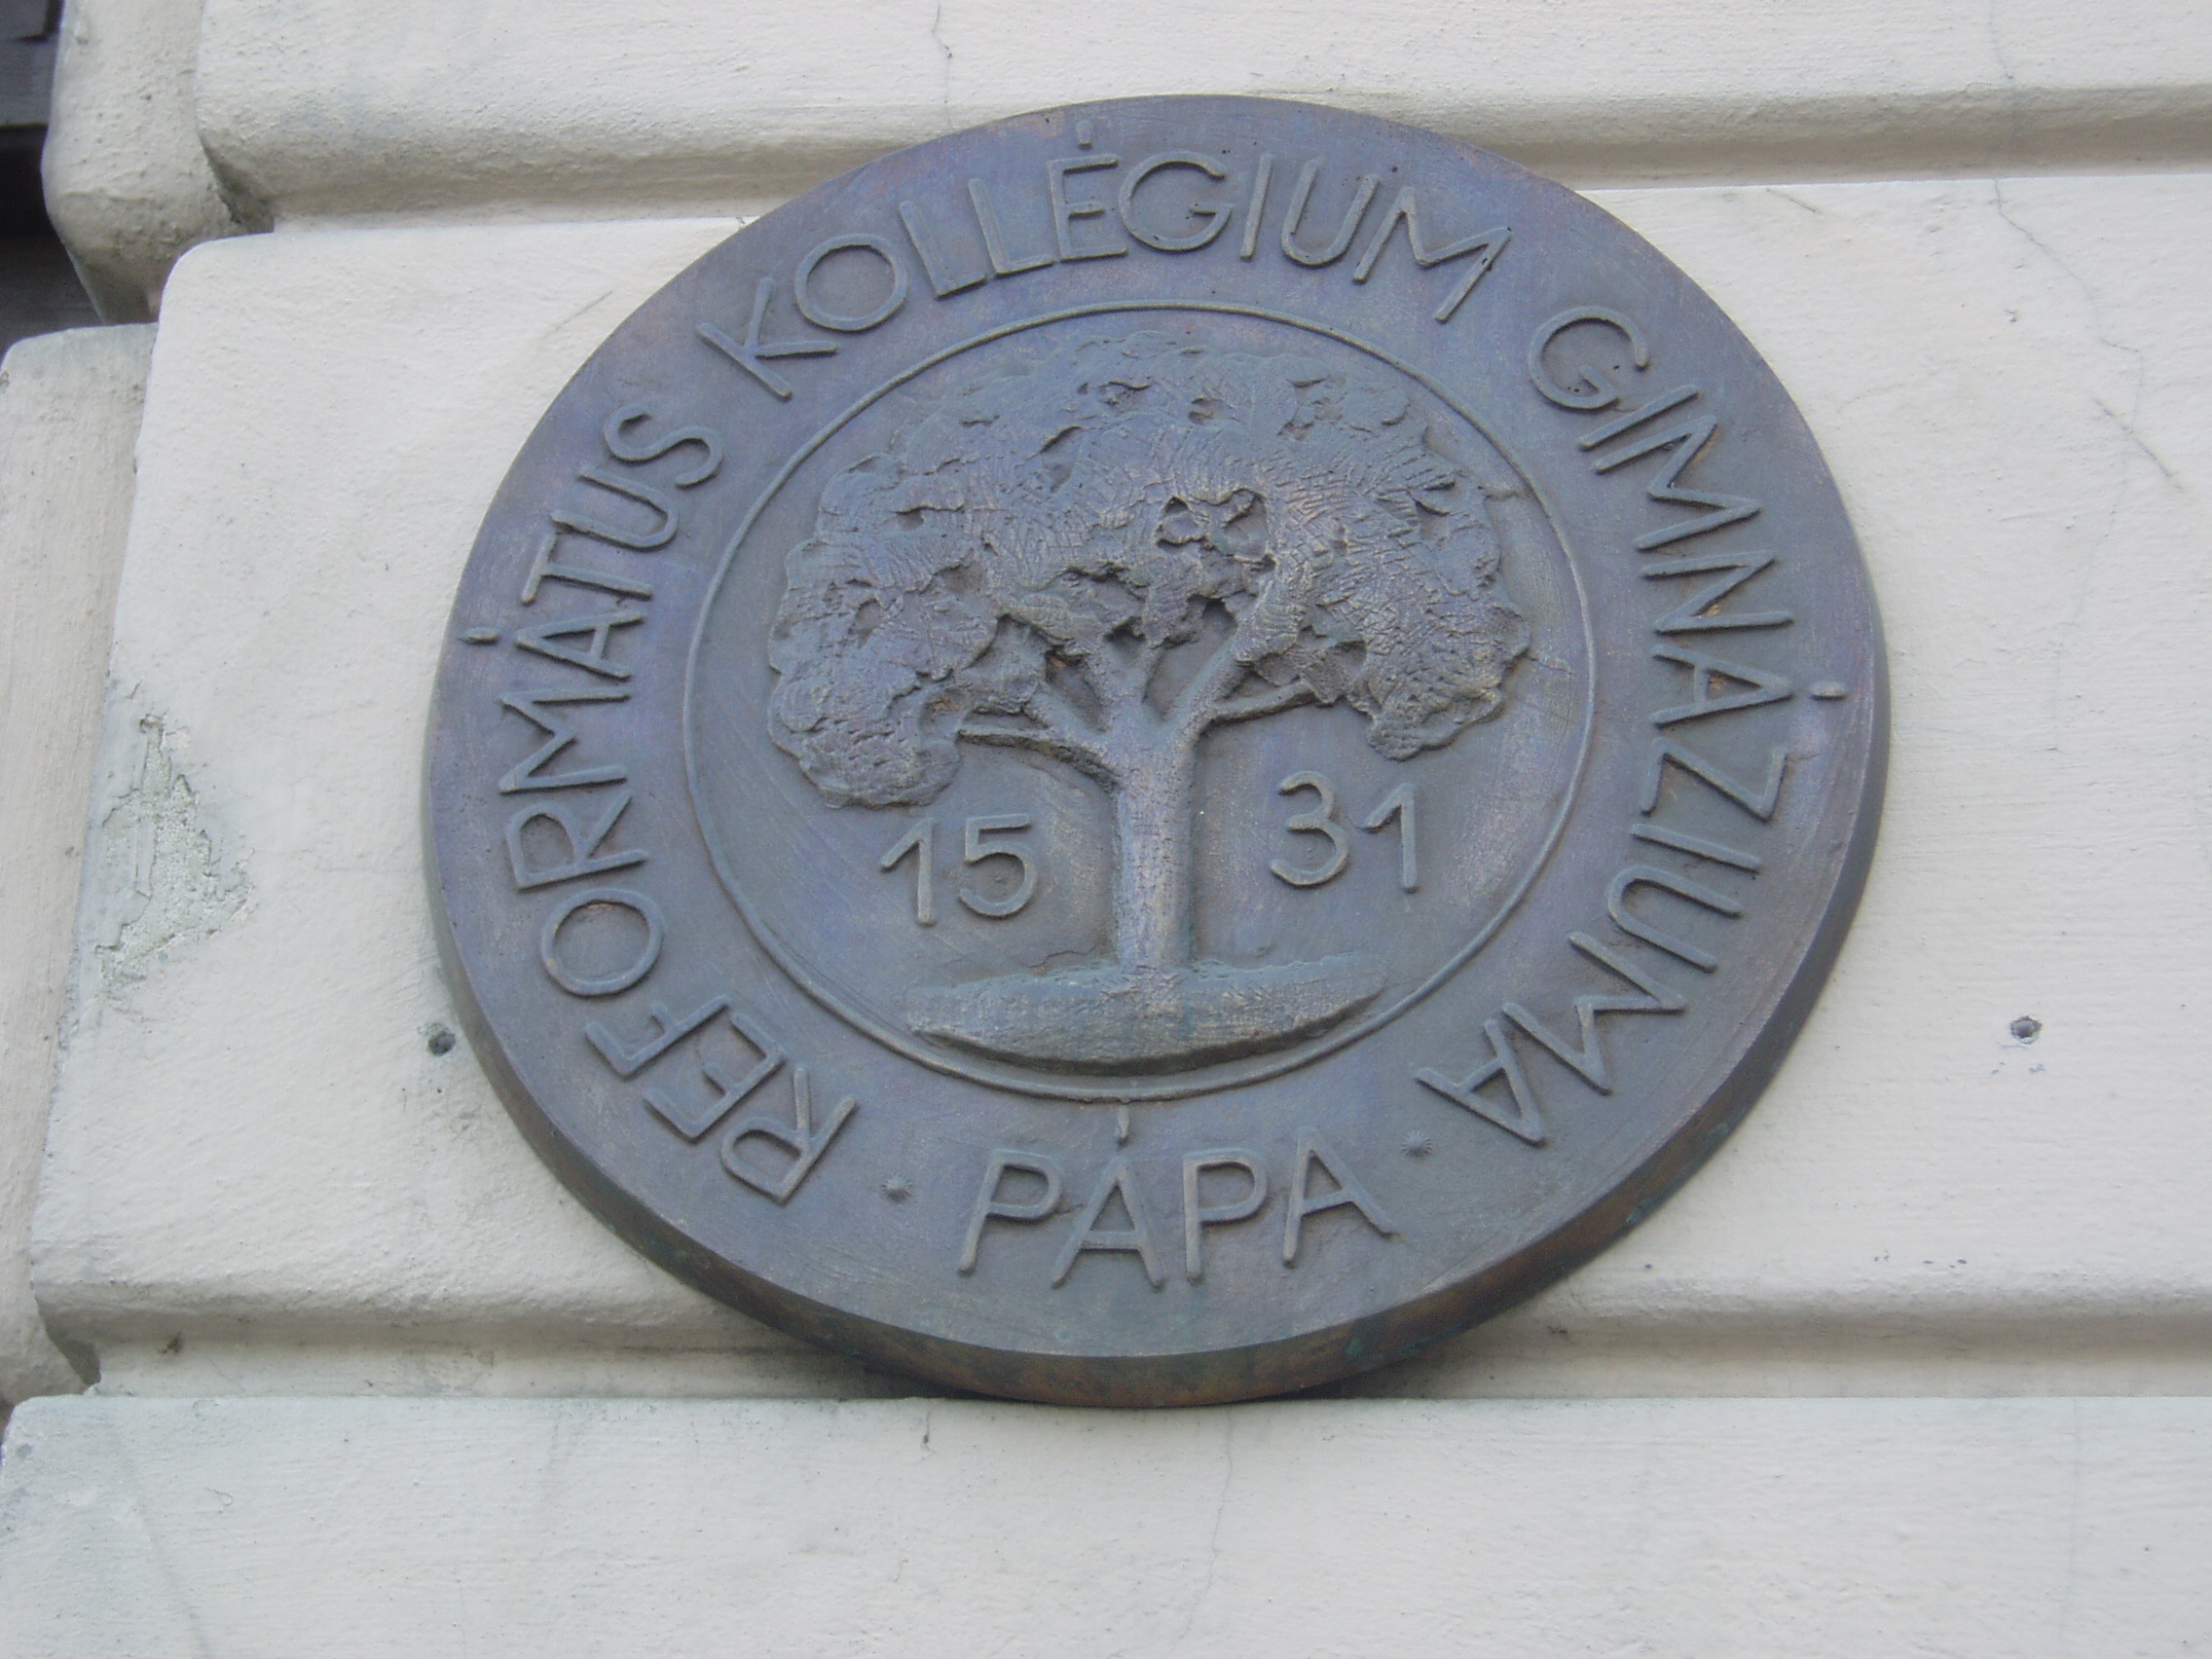 REFORMÁTUS KOLLÉGIUM GIMNÁZIUMA
· PÁPA ·
15 31